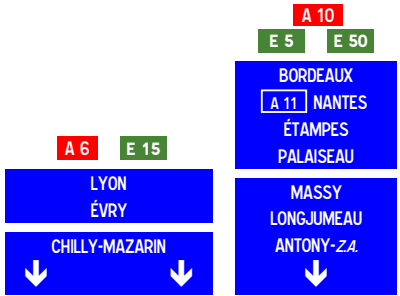 A 6 E 15
LYON
ÉVRY
CHILLY-MAZARIN
A 10
E 5 E 50
BORDEAUX
A 11 NANTES
ÉTAMPES
PALAISEAU
MASSY
LONGJUMEAU
ANTONY-Z.A.